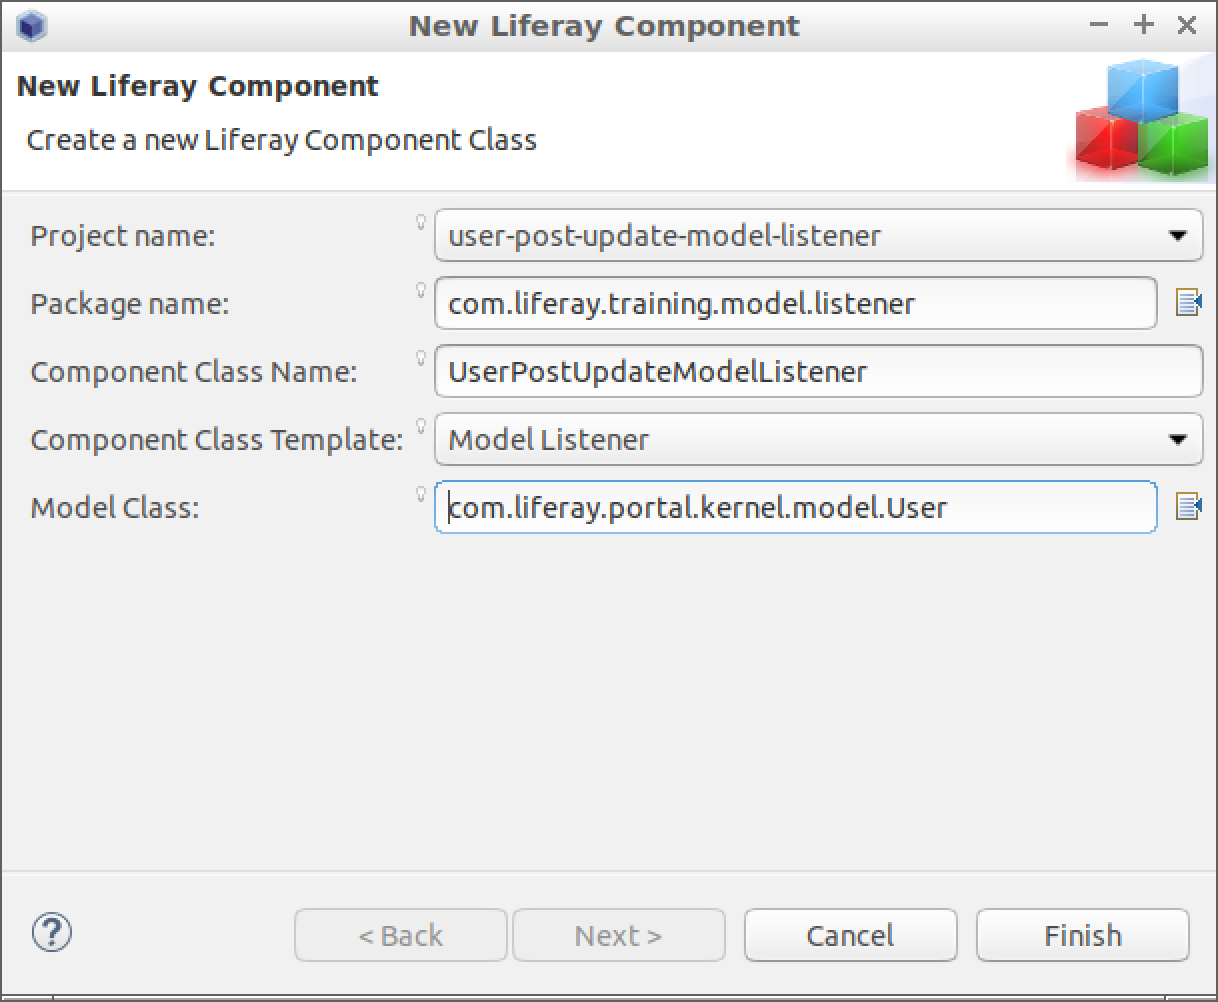 New Liferay Component
New Liferay Component
Create a new Liferay Component Class
Project name: user-post-update-model-listener
Package name: com.liferay.training.model.listener
Component Class Name: UserPostUpdateModelListener
Component Class Template: Model Listener
Model Class: com.liferay.portal.kernel.model.User
? < Back Next > Cancel Finish